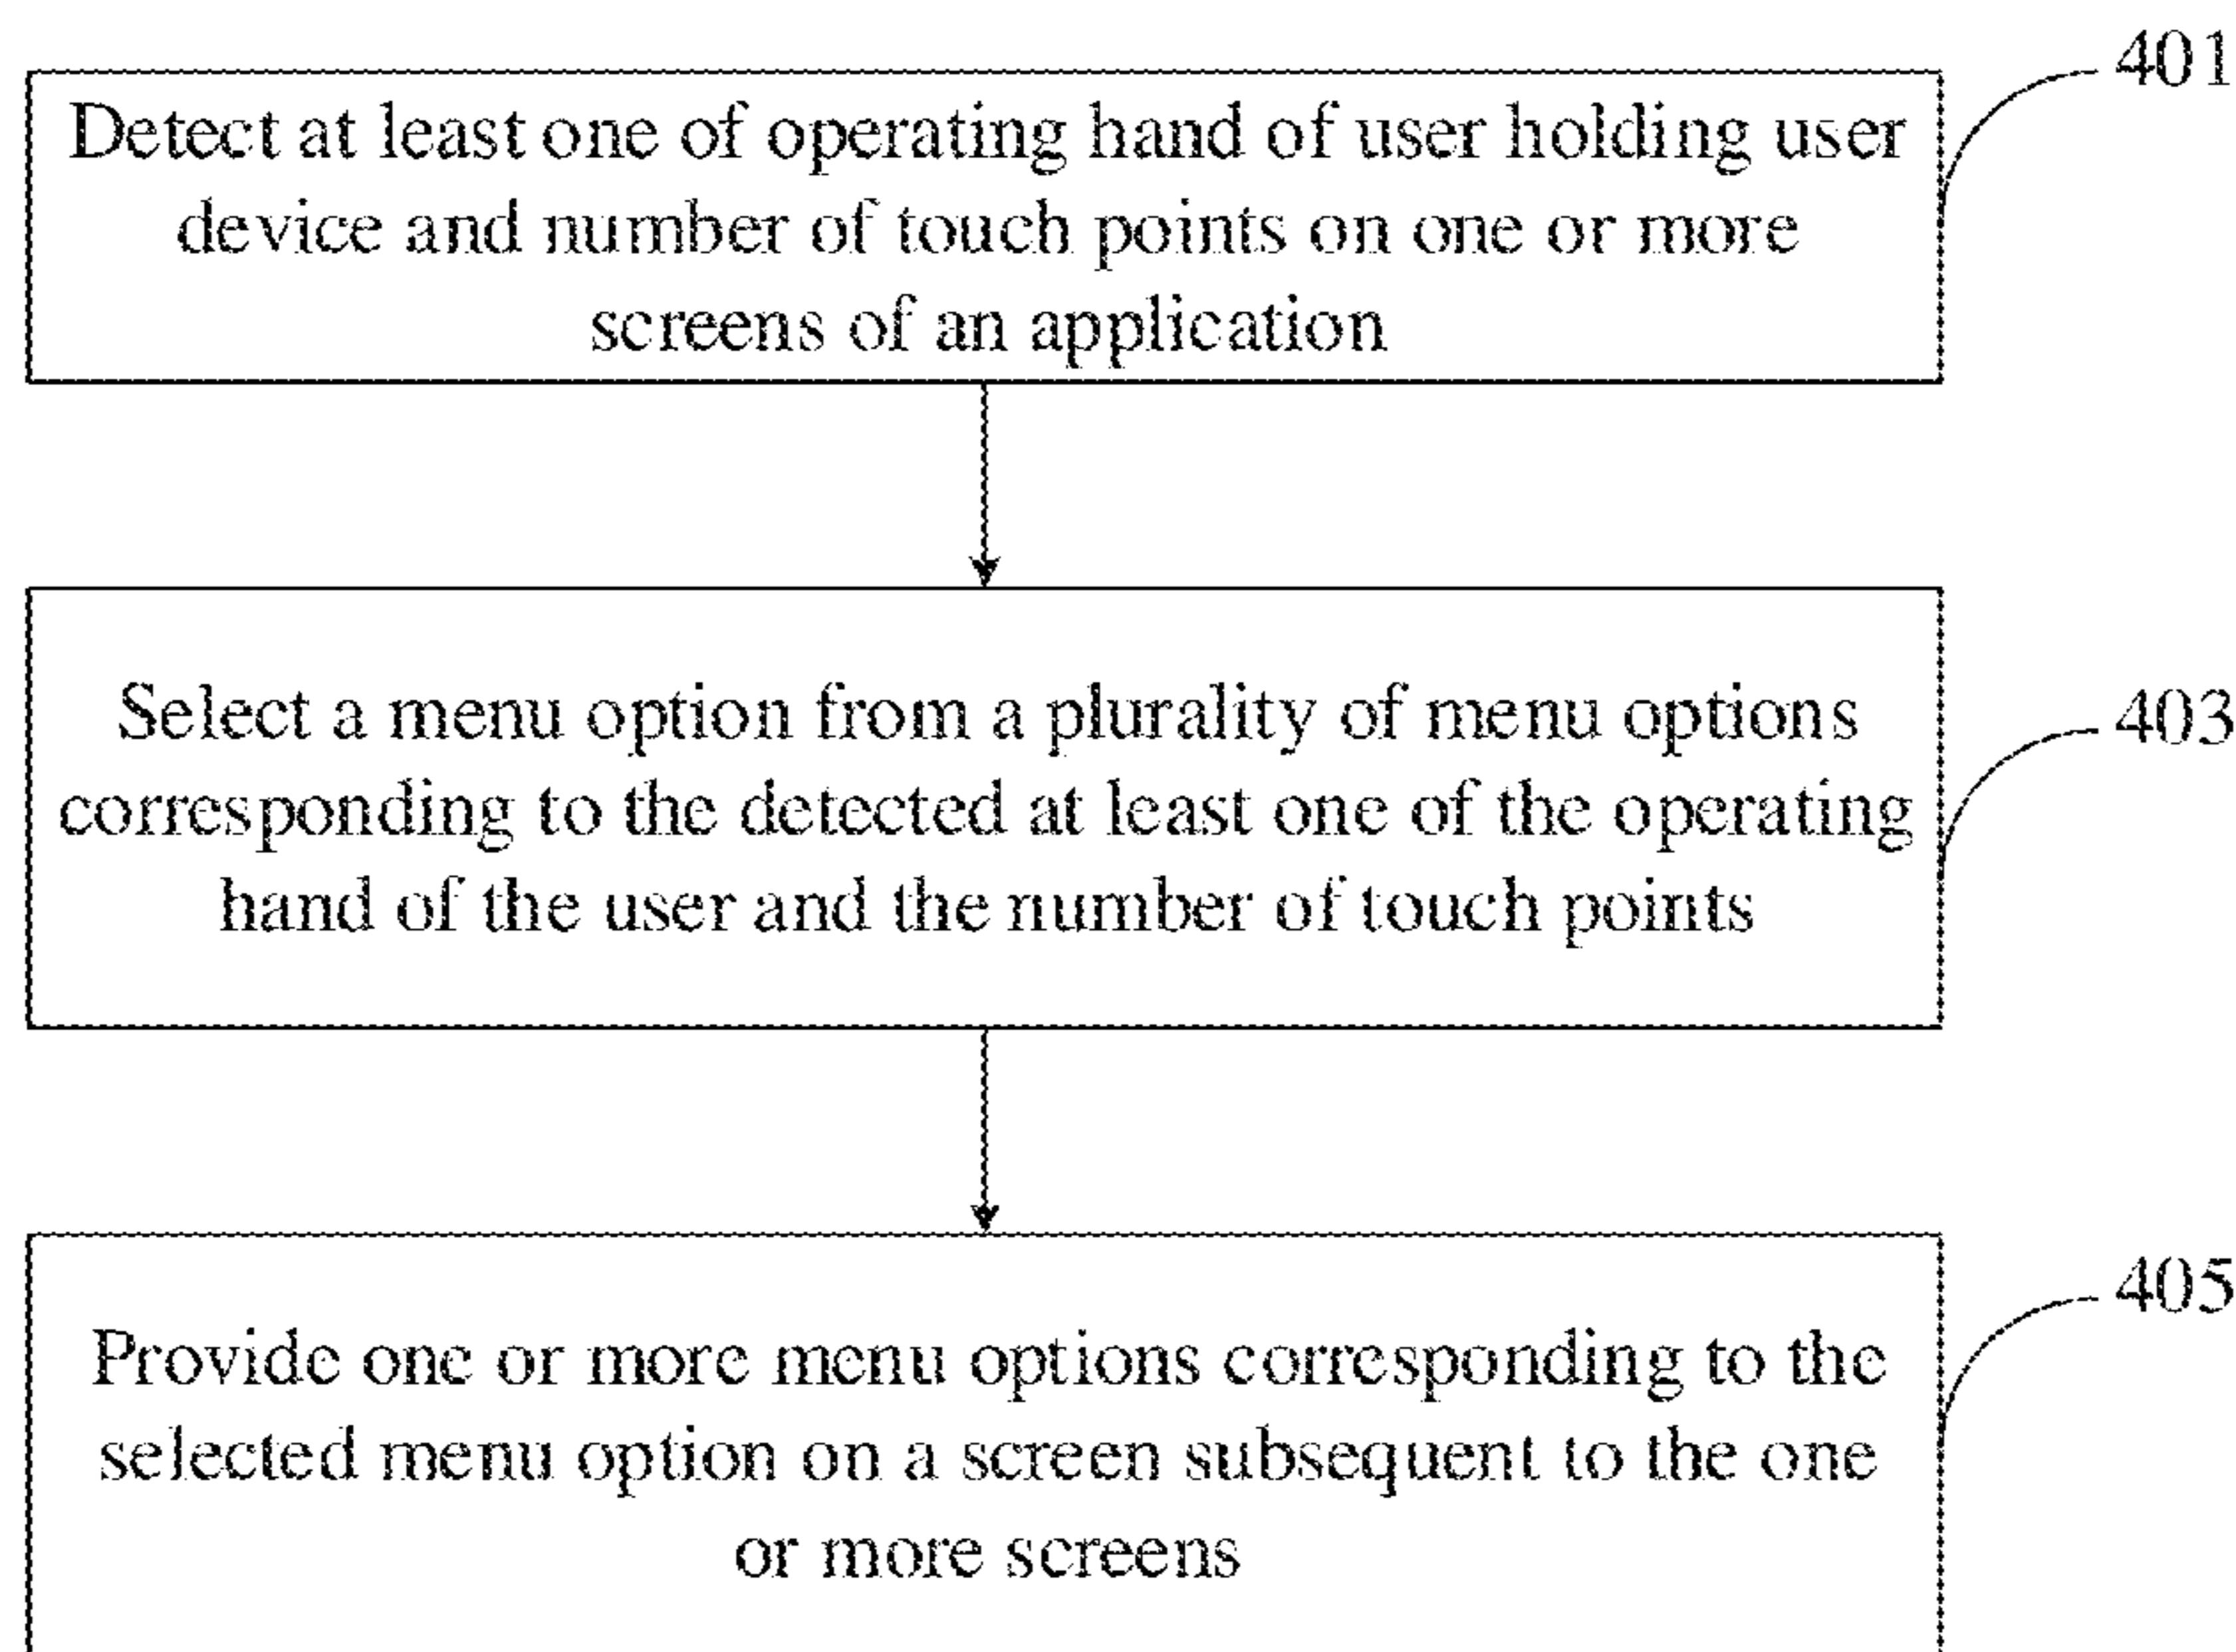 401
Detect at least one of operating hand of user holding user
device and number of touch points on one or more
screens of an application
403
Select a menu option from a plurality of menu options
corresponding to the detected at least one of the operating
hand of the user and the number of touch points
405
Provide one or more menu options corresponding to the
selected menu option on a screen subsequent to the one
or more screens